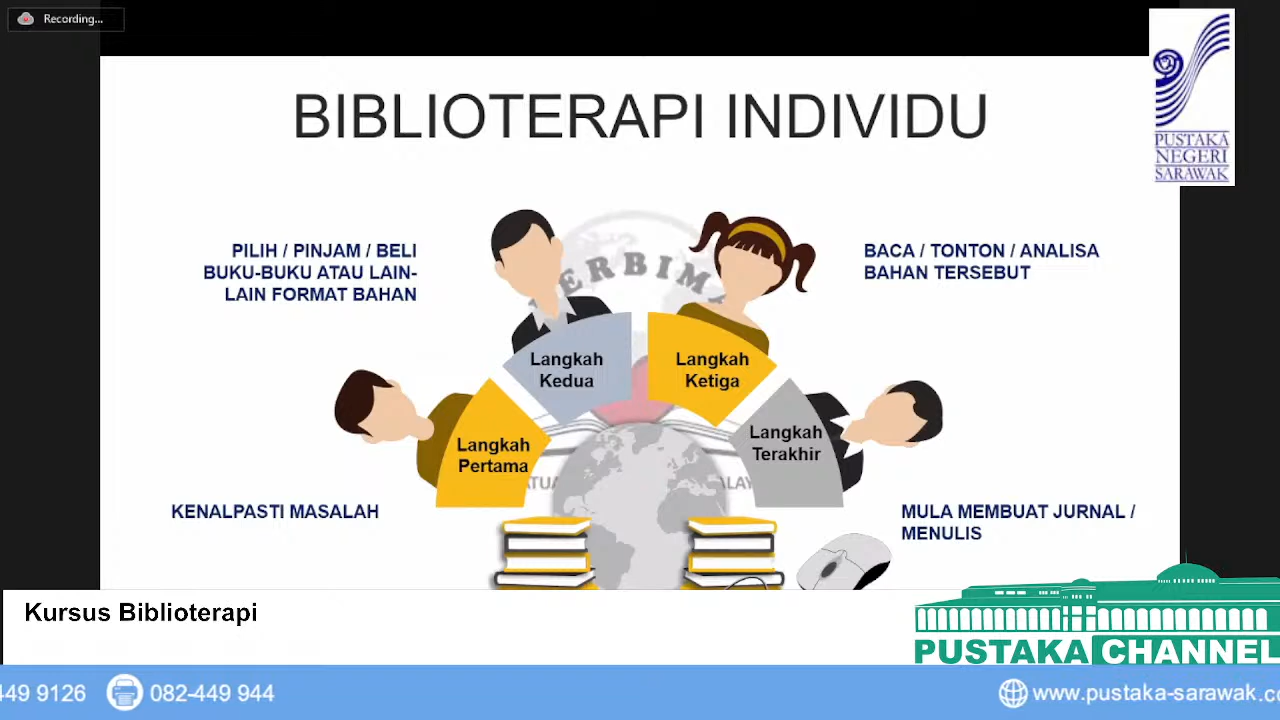 Recording...
PUSTAKA
NEGERI
SARAWAK
BIBLIOTERAPI INDIVIDU
PILIH / PINJAM / BELI
BUKU-BUKU ATAU LAIN-
LAIN FORMAT BAHAN
BACA / TONTON / ANALISA
BAHAN TERSEBUT
ERBIM
Langkah
Kedua
Langkah
Ketiga
Langkah
Pertama
Langkah
Terakhir
KENALPASTI MASALAH
MULA MEMBUAT JURNAL /
MENULIS
Kursus Biblioterapi
PUSTAKA CHANNEL
449 9126
082-449 944
www.pustaka-sarawak.co